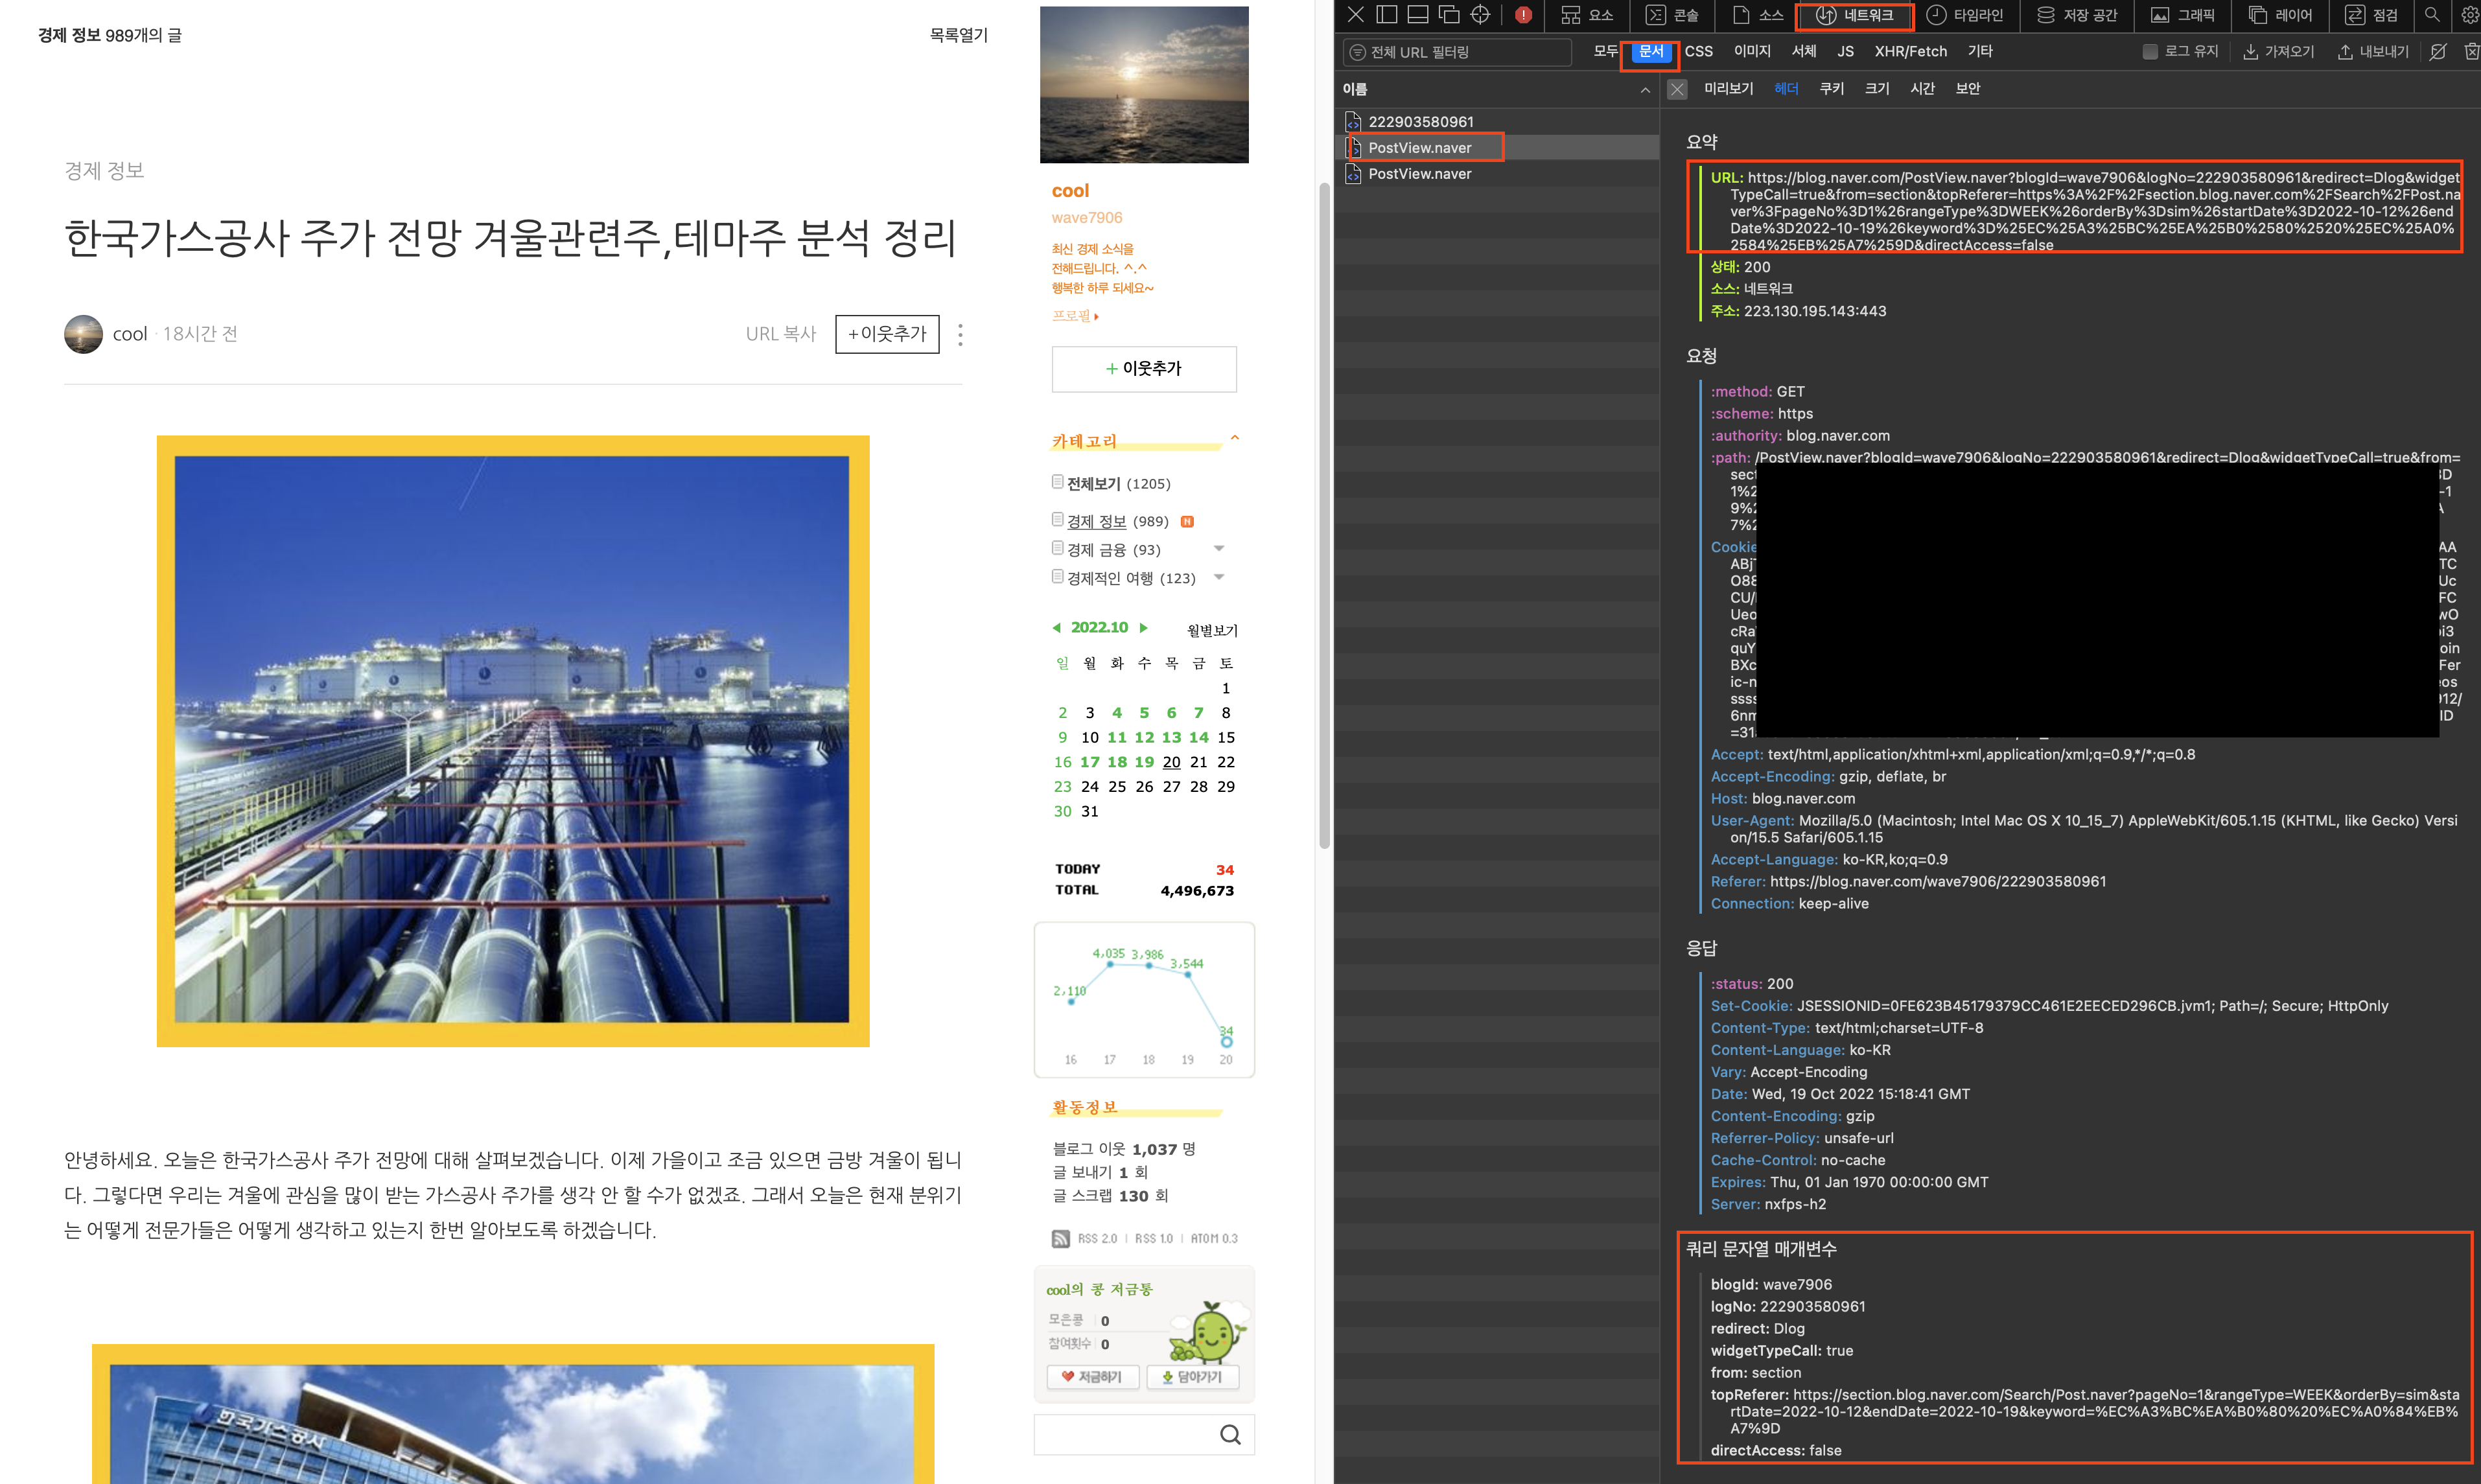 경제 정보 989개의 글
목록열기
경제 정보
한국가스공사 주가 전망 겨울관련주,테마주 분석 정리
cool · 18시간 전
URL 복사
+이웃추가
안녕하세요. 오늘은 한국가스공사 주가 전망에 대해 살펴보겠습니다. 이제 가을이고 조금 있으면 금방 겨울이 됩니
다. 그렇다면 우리는 겨울에 관심을 많이 받는 가스공사 주가를 생각 안 할 수가 없겠죠. 그래서 오늘은 현재 분위기
는 어떻게 전문가들은 어떻게 생각하고 있는지 한번 알아보도록 하겠습니다.
한국가스공사
cool
wave7906
최신 경제 소식을
전해드립니다. ^.^
행복한 하루 되세요~
프로필
+ 이웃추가
카테고리
전체보기 (1205)
경제 정보 (989) N
경제 금융 (93)
경제적인 여행 (123)
2022.10
월별보기
일 월 화 수 목 금 토
1
2 3 4 5 6 7 8
9 10 11 12 13 14 15
16 17 18 19 20 21 22
23 24 25 26 27 28 29
30 31
TODAY 34
TOTAL 4,496,673
2,110 4,035 3,986 3,544 34
16 17 18 19 20
활동정보
블로그 이웃 1,037 명
글 보내기 1 회
글 스크랩 130 회
RSS 2.0 | RSS 1.0 | ATOM 0.3
cool의 콩 저금통
모은콩 0
참여횟수 0
저금하기
담아가기
요소
콘솔
소스
네트워크
타임라인
저장 공간
그래픽
레이어
점검
전체 URL 필터링
모두 문서 CSS 이미지 서체 JS XHR/Fetch 기타
로그 유지
가져오기
내보내기
이름
미리보기 헤더 쿠키 크기 시간 보안
222903580961
PostView.naver
PostView.naver
요약
URL: https://blog.naver.com/PostView.naver?blogId=wave7906&logNo=222903580961&redirect=Dlog&widget
TypeCall=true&from=section&topReferer=https%3A%2F%2Fsection.blog.naver.com%2FSearch%2FPost.na
ver%3FpageNo%3D1%26rangeType%3DWEEK%26orderBy%3Dsim%26startDate%3D2022-10-12%26end
Date%3D2022-10-19%26keyword%3D%25EC%25A3%25BC%25EA%25B0%2580%2520%25EC%25A0%
2584%25EB%25A7%259D&directAccess=false
상태: 200
소스: 네트워크
주소: 223.130.195.143:443
요청
:method: GET
:scheme: https
:authority: blog.naver.com
:path: /PostView.naver?blogId=wave7906&logNo=222903580961&redirect=Dlog&widgetTypeCall=true&from=
Cookie
Accept: text/html,application/xhtml+xml,application/xml;q=0.9,*/*;q=0.8
Accept-Encoding: gzip, deflate, br
Host: blog.naver.com
User-Agent: Mozilla/5.0 (Macintosh; Intel Mac OS X 10_15_7) AppleWebKit/605.1.15 (KHTML, like Gecko) Versi
on/15.5 Safari/605.1.15
Accept-Language: ko-KR,ko;q=0.9
Referer: https://blog.naver.com/wave7906/222903580961
Connection: keep-alive
응답
:status: 200
Set-Cookie: JSESSIONID=0FE623B45179379CC461E2EECED296CB.jvm1; Path=/; Secure; HttpOnly
Content-Type: text/html;charset=UTF-8
Content-Language: ko-KR
Vary: Accept-Encoding
Date: Wed, 19 Oct 2022 15:18:41 GMT
Content-Encoding: gzip
Referrer-Policy: unsafe-url
Cache-Control: no-cache
Expires: Thu, 01 Jan 1970 00:00:00 GMT
Server: nxfps-h2
쿼리 문자열 매개변수
blogId: wave7906
logNo: 222903580961
redirect: Dlog
widgetTypeCall: true
from: section
topReferer: https://section.blog.naver.com/Search/Post.naver?pageNo=1&rangeType=WEEK&orderBy=sim&sta
rtDate=2022-10-12&endDate=2022-10-19&keyword=%EC%A3%BC%EA%B0%80%20%EC%A0%84%EB%
A7%9D
directAccess: false